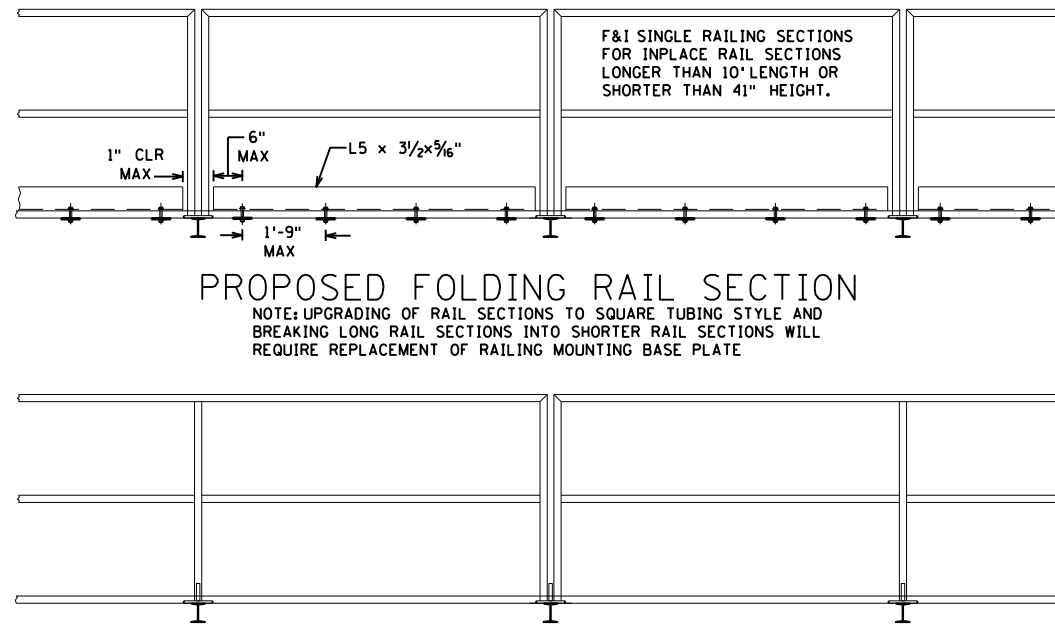 F&I SINGLE RAILING SECTIONS
FOR INPLACE RAIL SECTIONS
LONGER THAN 10' LENGTH OR
SHORTER THAN 41" HEIGHT.
1" CLR
MAX
6"
MAX
L5 x 3½x5/16"
1'-9"
MAX
PROPOSED FOLDING RAIL SECTION
NOTE: UPGRADING OF RAIL SECTIONS TO SQUARE TUBING STYLE AND
BREAKING LONG RAIL SECTIONS INTO SHORTER RAIL SECTIONS WILL
REQUIRE REPLACEMENT OF RAILING MOUNTING BASE PLATE